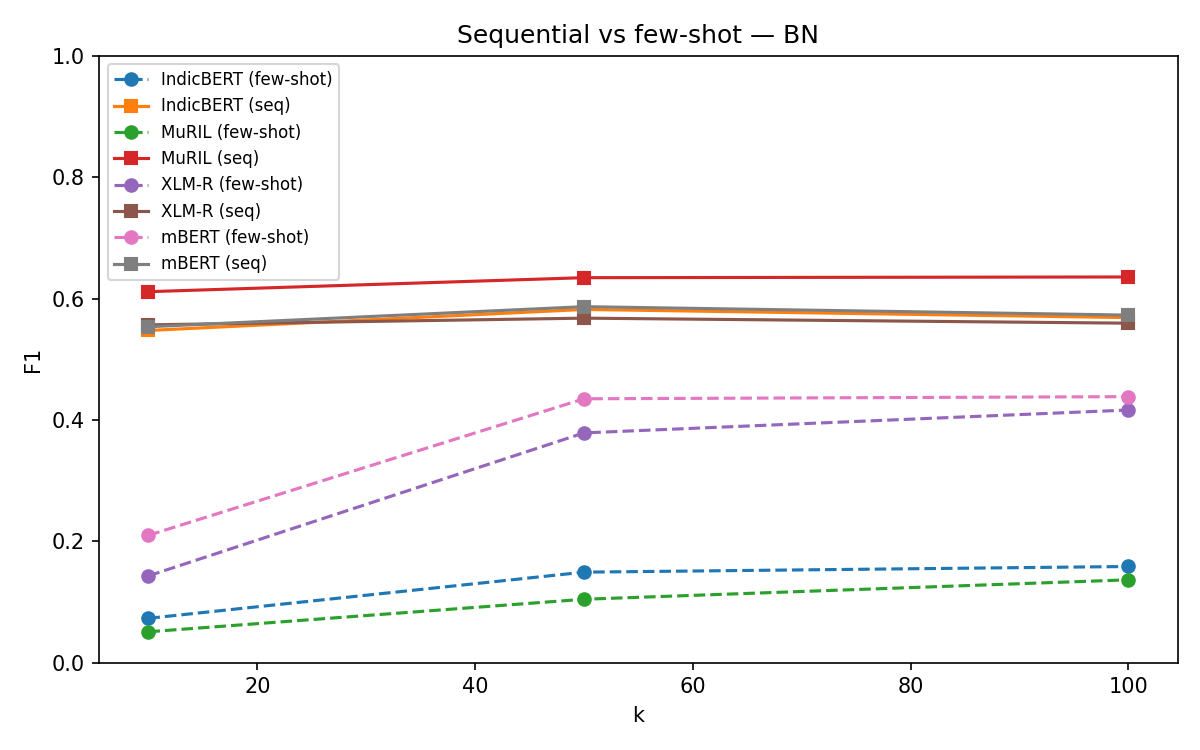 Sequential vs few-shot — BN
1.0
0.8
0.6
0.4
0.2
0.0
F1
IndicBERT (few-shot)
IndicBERT (seq)
MuRIL (few-shot)
MuRIL (seq)
XLM-R (few-shot)
XLM-R (seq)
mBERT (few-shot)
mBERT (seq)
20 40 60 80 100
k